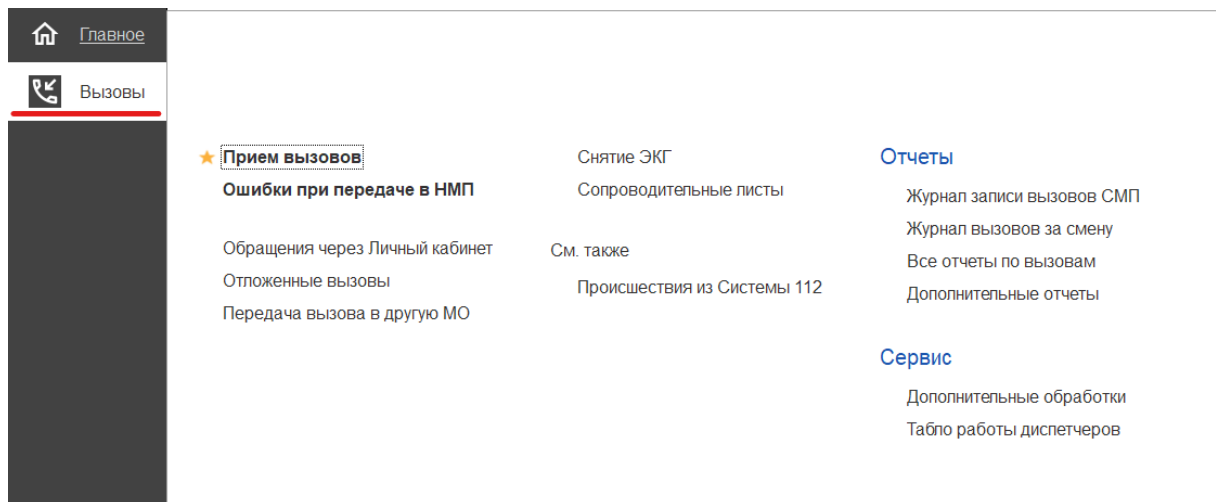 Главное
Вызовы
Прием вызовов
Ошибки при передаче в НМП
Обращения через Личный кабинет
Отложенные вызовы
Передача вызова в другую МО
Снятие ЭКГ
Сопроводительные листы
См. также
Происшествия из Системы 112
Отчеты
Журнал записи вызовов СМП
Журнал вызовов за смену
Все отчеты по вызовам
Дополнительные отчеты
Сервис
Дополнительные обработки
Табло работы диспетчеров